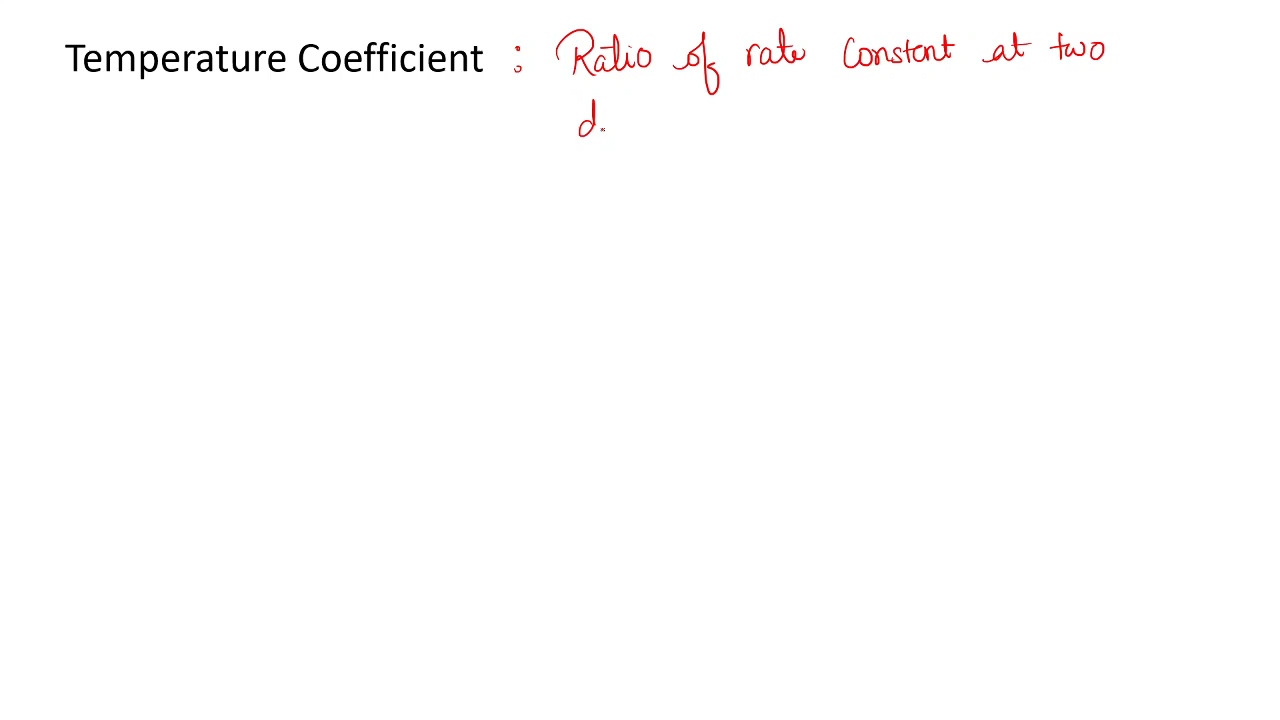 Temperature Coefficient : Ratio of rate constant at two
d